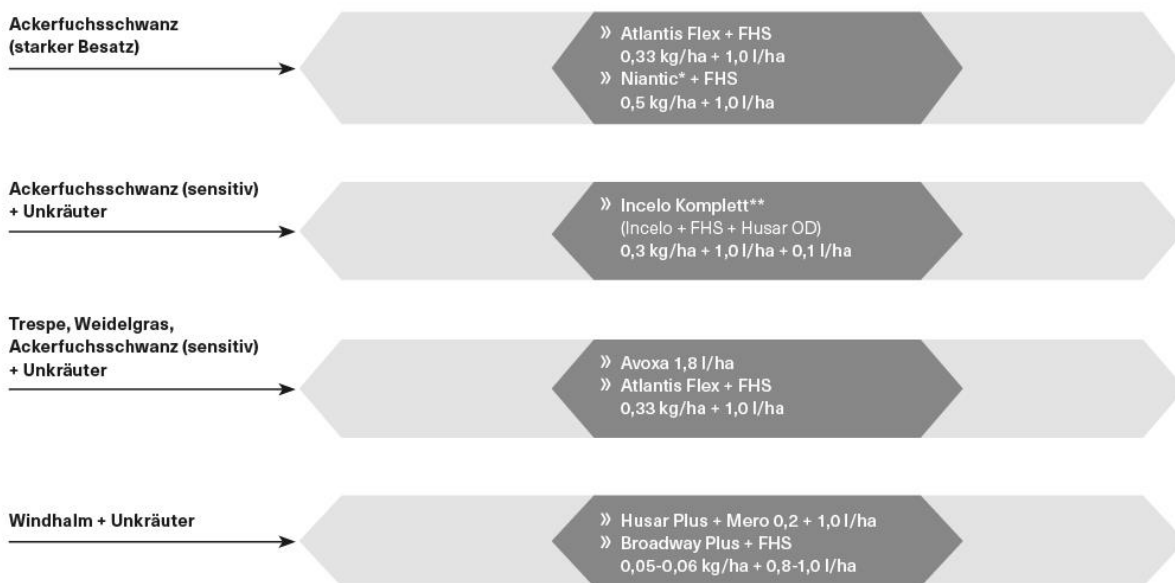 Ackerfuchsschwanz
(starker Besatz)
» Atlantis Flex + FHS
0,33 kg/ha + 1,0 l/ha
» Niantic* + FHS
0,5 kg/ha + 1,0 l/ha
Ackerfuchsschwanz (sensitiv)
+ Unkräuter
» Incelo Komplett**
(Incelo + FHS + Husar OD)
0,3 kg/ha + 1,0 l/ha + 0,1 l/ha
Trespe, Weidelgras,
Ackerfuchsschwanz (sensitiv)
+ Unkräuter
» Avoxa 1,8 l/ha
» Atlantis Flex + FHS
0,33 kg/ha + 1,0 l/ha
Windhalm + Unkräuter
» Husar Plus + Mero 0,2 + 1,0 l/ha
» Broadway Plus + FHS
0,05-0,06 kg/ha + 0,8-1,0 l/ha